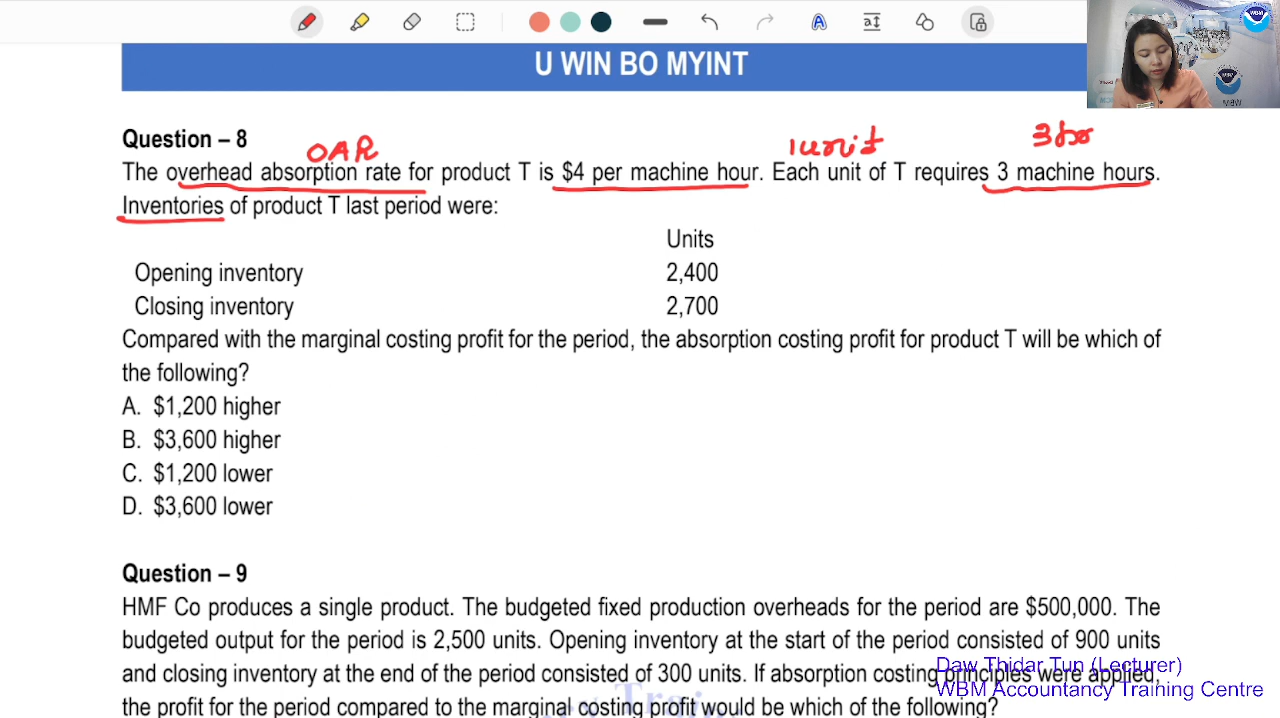 U WIN BO MYINT
Question – 8
OAR 1 unit
The overhead absorption rate for product T is $4 per machine hour. Each unit of T requires 3 machine hours.
Inventories of product T last period were:
Units
Opening inventory 2,400
Closing inventory 2,700
Compared with the marginal costing profit for the period, the absorption costing profit for product T will be which of
the following?
A. $1,200 higher
B. $3,600 higher
C. $1,200 lower
D. $3,600 lower
Question – 9
HMF Co produces a single product. The budgeted fixed production overheads for the period are $500,000. The
budgeted output for the period is 2,500 units. Opening inventory at the start of the period consisted of 900 units
and closing inventory at the end of the period consisted of 300 units. If absorption costing principles were applied,
the profit for the period compared to the marginal costing profit would be which of the following?
Daw Thidar Tun (Lecturer)
WBM Accountancy Training Centre